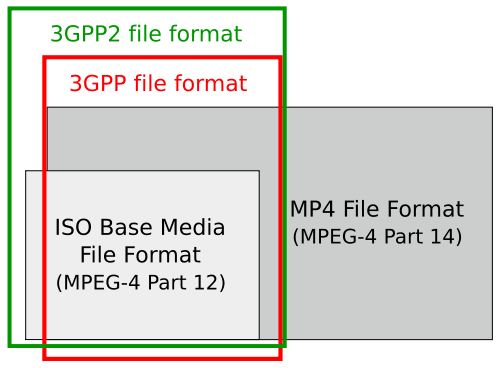 3GPP2 file format
3GPP file format
MP4 File Format
(MPEG-4 Part 14)
ISO Base Media
File Format
(MPEG-4 Part 12)